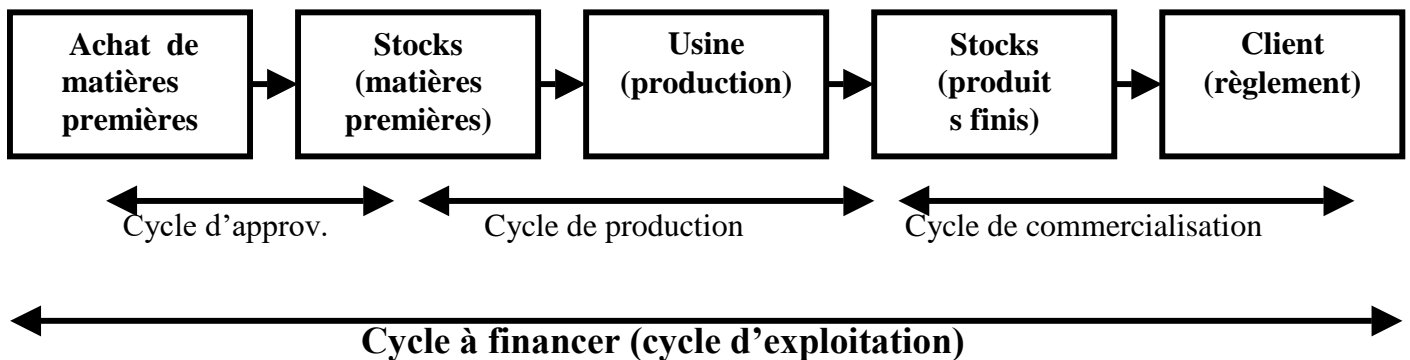 Achat de
matières
premières
Stocks
(matières
premières)
Usine
(production)
Stocks
(produit
s finis)
Client
(règlement)
Cycle d’approv.
Cycle de production
Cycle de commercialisation
Cycle à financer (cycle d’exploitation)